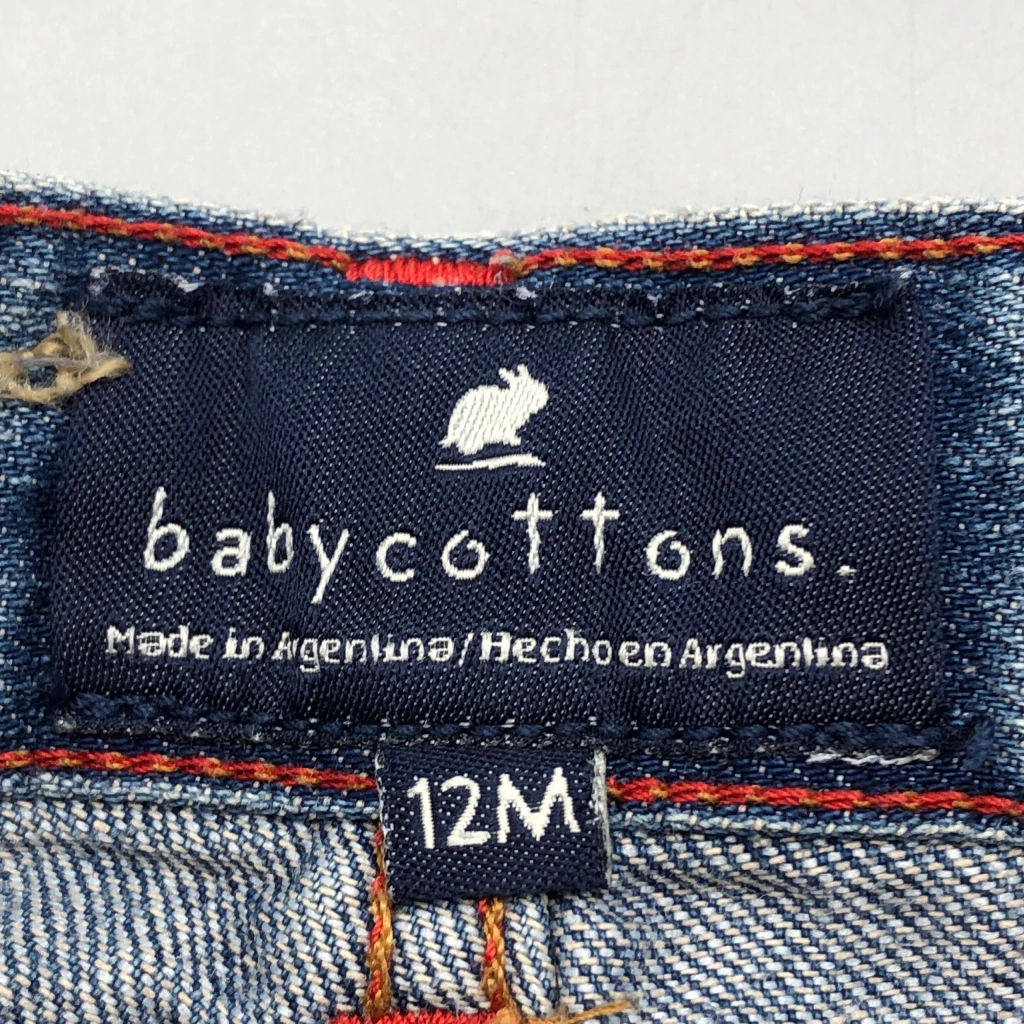 babycottons.
Made in Argentina/Hecho en Argentina
12M